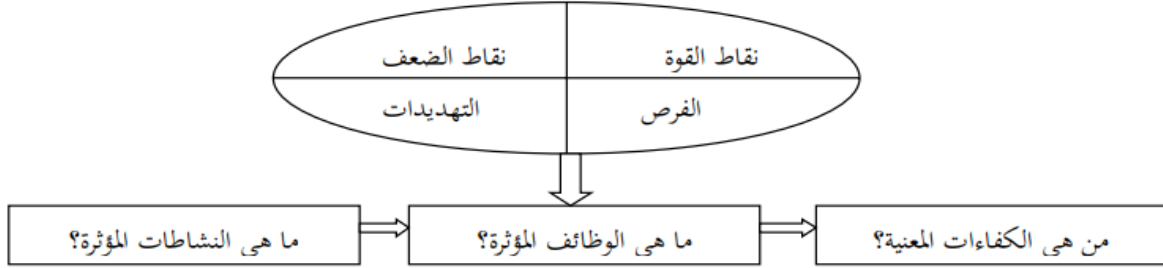 نقاط القوة
نقاط الضعف
الفرص
التهديدات
من هي الكفاءات المعنية؟
ما هي الوظائف المؤثرة؟
ما هي النشاطات المؤثرة؟